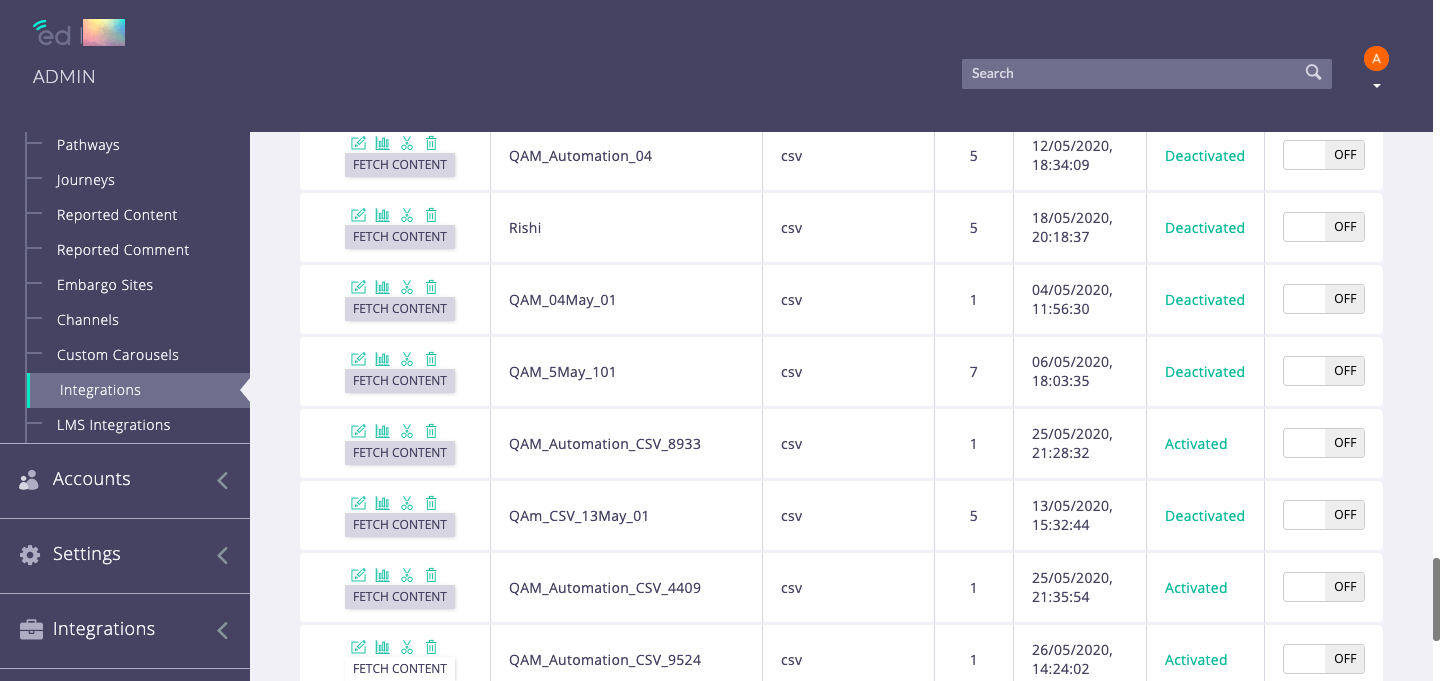 ed
ADMIN
Search
A
Pathways
Journeys
Reported Content
Reported Comment
Embargo Sites
Channels
Custom Carousels
Integrations
LMS Integrations
Accounts
Settings
Integrations
FETCH CONTENT QAM_Automation_04 csv 5 12/05/2020, Deactivated OFF
18:34:09
FETCH CONTENT Rishi csv 5 18/05/2020, Deactivated OFF
20:18:37
FETCH CONTENT QAM_04May_01 csv 1 04/05/2020, Deactivated OFF
11:56:30
FETCH CONTENT QAM_5May_101 csv 7 06/05/2020, Deactivated OFF
18:03:35
FETCH CONTENT QAM_Automation_CSV_8933 csv 1 25/05/2020, Activated OFF
21:28:32
FETCH CONTENT QAm_CSV_13May_01 csv 5 13/05/2020, Deactivated OFF
15:32:44
FETCH CONTENT QAM_Automation_CSV_4409 csv 1 25/05/2020, Activated OFF
21:35:54
FETCH CONTENT QAM_Automation_CSV_9524 csv 1 26/05/2020, Activated OFF
14:24:02